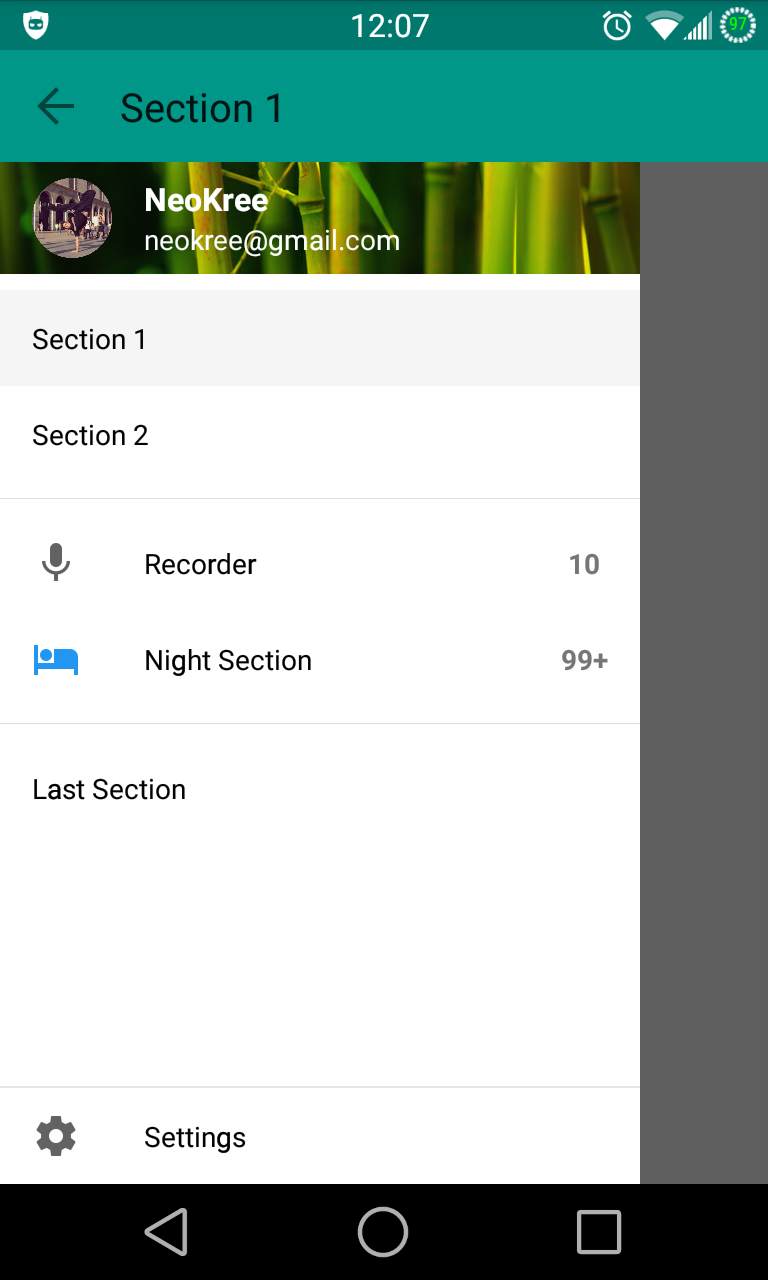 12:07
97
Section 1
NeoKree
neokree@gmail.com
Section 1
Section 2
Recorder 10
Night Section 99+
Last Section
Settings